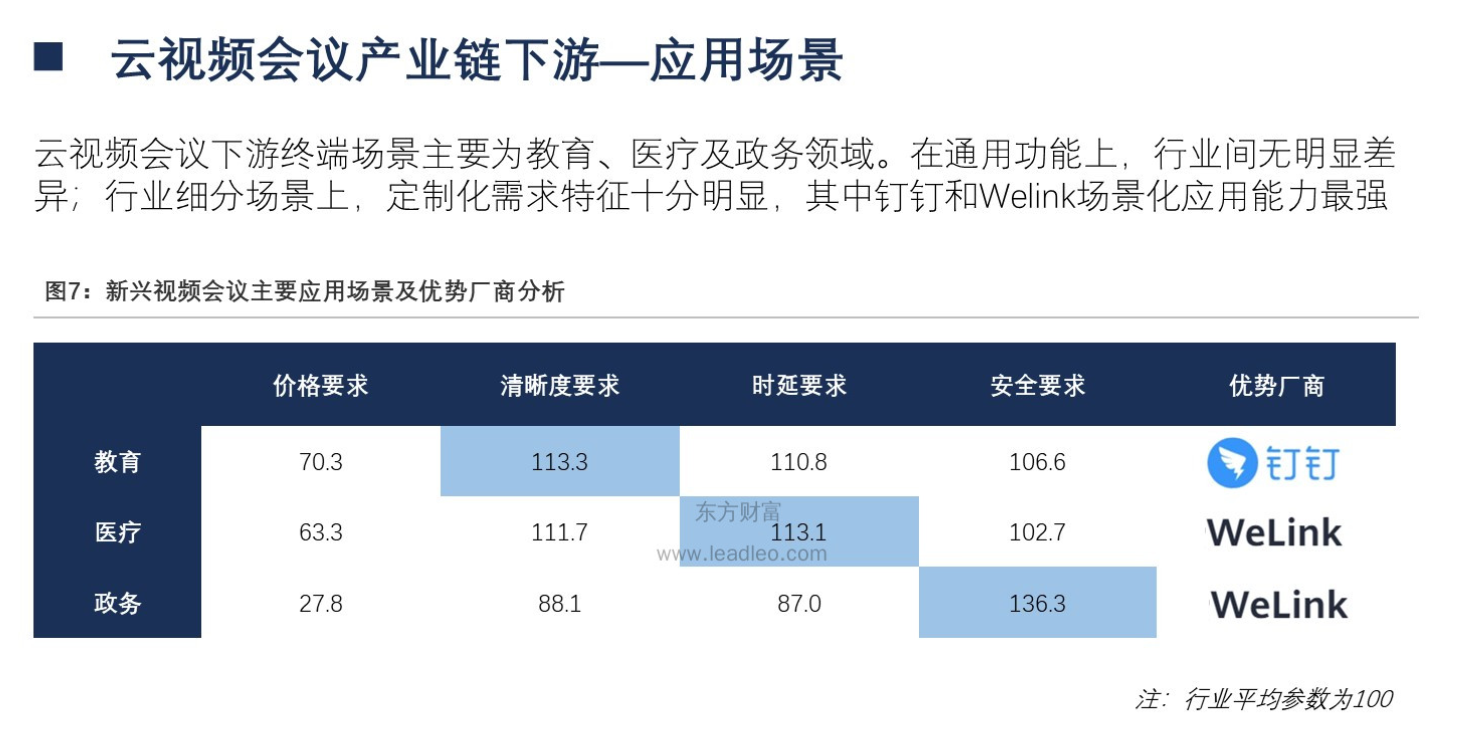 云视频会议产业链下游—应用场景
云视频会议下游终端场景主要为教育、医疗及政务领域。在通用功能上，行业间无明显差
异；行业细分场景上，定制化需求特征十分明显，其中钉钉和Welink场景化应用能力最强
图7：新兴视频会议主要应用场景及优势厂商分析
价格要求 清晰度要求 时延要求 安全要求 优势厂商
教育 70.3 113.3 110.8 106.6 钉钉
东方财富
医疗 63.3 111.7 113.1 102.7 WeLink
www.leadleo.com
政务 27.8 88.1 87.0 136.3 WeLink
注：行业平均参数为100